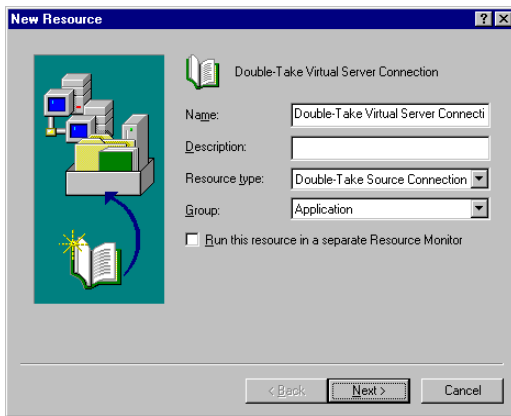 New Resource
Double-Take Virtual Server Connection
Name: Double-Take Virtual Server Connecti
Description:
Resource type: Double-Take Source Connection
Group: Application
Run this resource in a separate Resource Monitor
< Back Next > Cancel